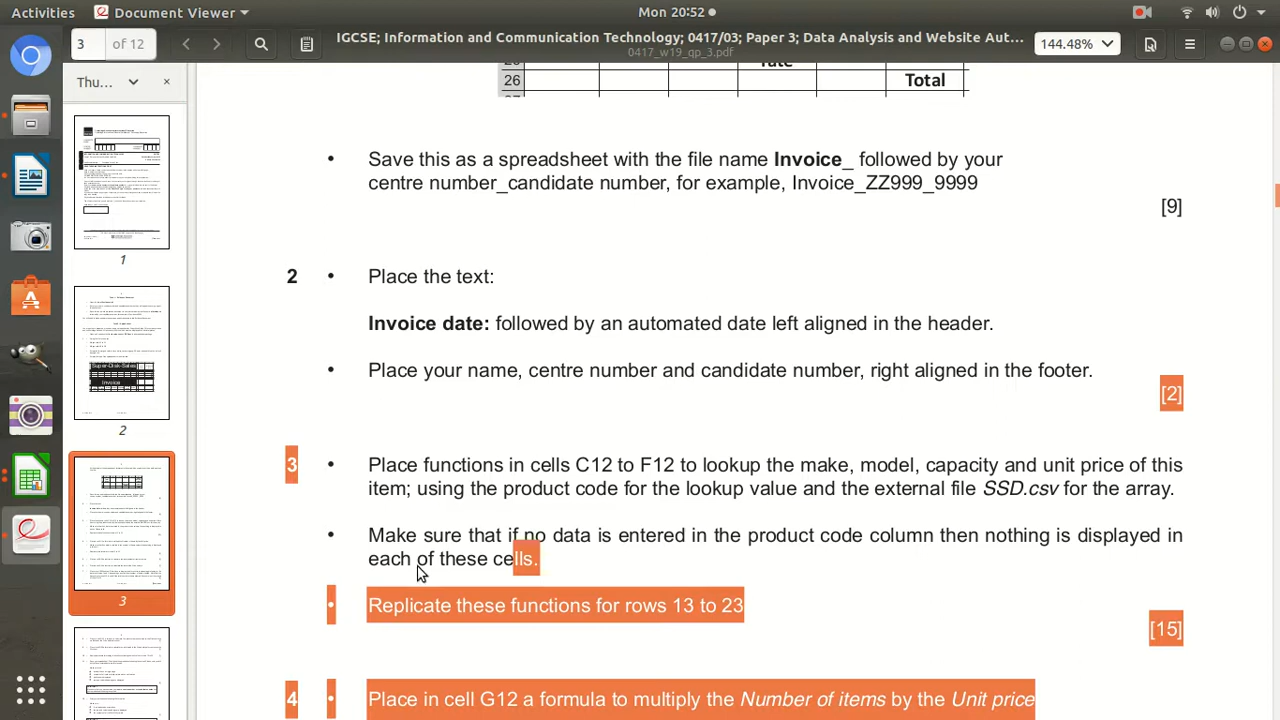 Activities
Document Viewer
Mon 20:52
3
of 12
IGCSE; Information and Communication Technology; 0417/03; Paper 3; Data Analysis and Website Aut...
0417_w19_qp_3.pdf
144.48%
Thu...
1
2
3
26
Total
• Save this as a spreadsheet with the file name Invoice_ followed by your
centre number_candidate number, for example, Invoice_ZZ999_9999
[9]
2 • Place the text:
Invoice date: followed by an automated date left aligned in the header.
• Place your name, centre number and candidate number, right aligned in the footer.
[2]
3 • Place functions in cells C12 to F12 to lookup the make, model, capacity and unit price of this
item; using the product code for the lookup value and the external file SSD.csv for the array.
• Make sure that if no data is entered in the product code column then nothing is displayed in
each of these cells.
• Replicate these functions for rows 13 to 23
[15]
4 • Place in cell G12 a formula to multiply the Number of items by the Unit price